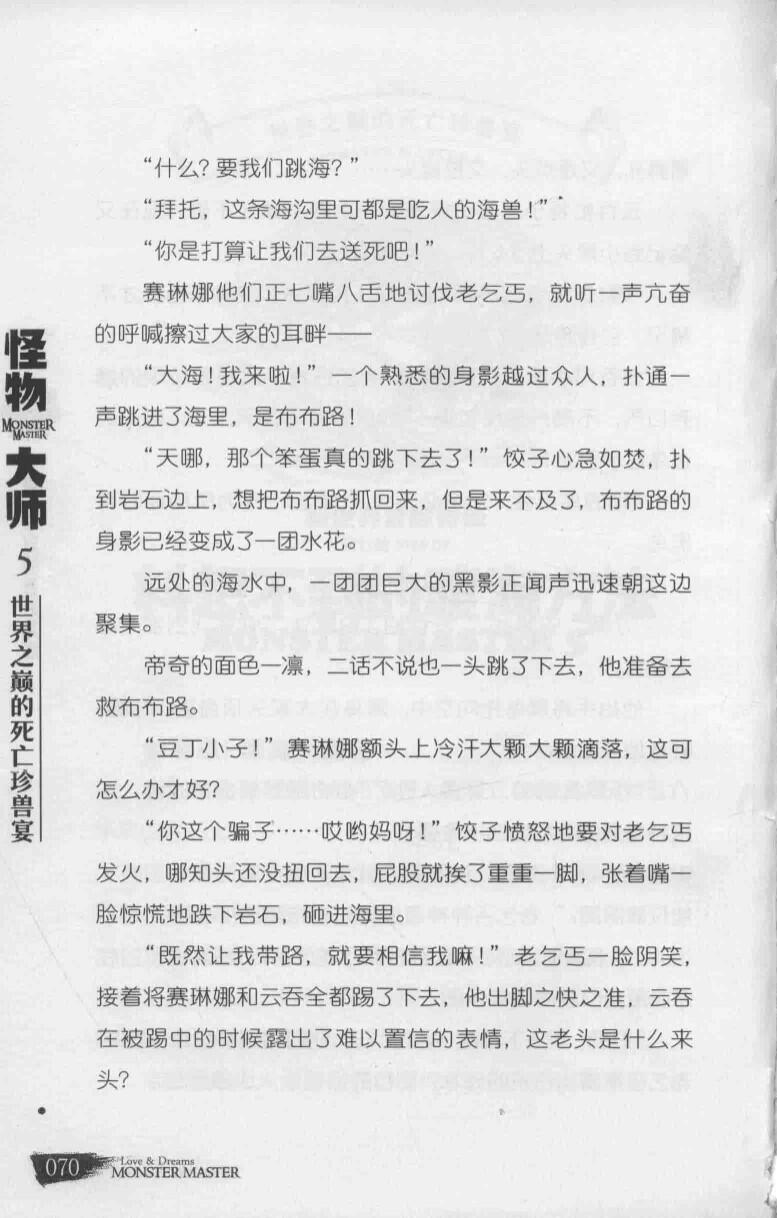 “什么？要我们跳海？”
“拜托，这条海沟里可都是吃人的海兽！”
“你是打算让我们去送死吧！”
赛琳娜他们正七嘴八舌地讨伐老乞丐，就听一声亢奋
的呼喊擦过大家的耳畔——
“大海！我来啦！”一个熟悉的身影越过众人，扑通一
声跳进了海里，是布布路！
“天哪，那个笨蛋真的跳下去了！”饺子心急如焚，扑
到岩石边上，想把布布路抓回来，但是来不及了，布布路的
身影已经变成了一团水花。
远处的海水中，一团团巨大的黑影正闻声迅速朝这边
聚集。
帝奇的面色一凛，二话不说也一头跳了下去，他准备去
救布布路。
“豆丁小子！”赛琳娜额头上冷汗大颗大颗滴落，这可
怎么办才好？
“你这个骗子……哎哟妈呀！”饺子愤怒地要对老乞丐
发火，哪知头还没扭回去，屁股就挨了重重一脚，张着嘴一
脸惊慌地跌下岩石，砸进海里。
“既然让我带路，就要相信我嘛！”老乞丐一脸阴笑，
接着将赛琳娜和云吞全都踢了下去，他出脚之快之准，云吞
在被踢中的时候露出了难以置信的表情，这老头是什么来
头？
怪物
MONSTER
MASTER
大师
5
世界之巅的死亡珍兽宴
070
Love & Dreams
MONSTER MASTER